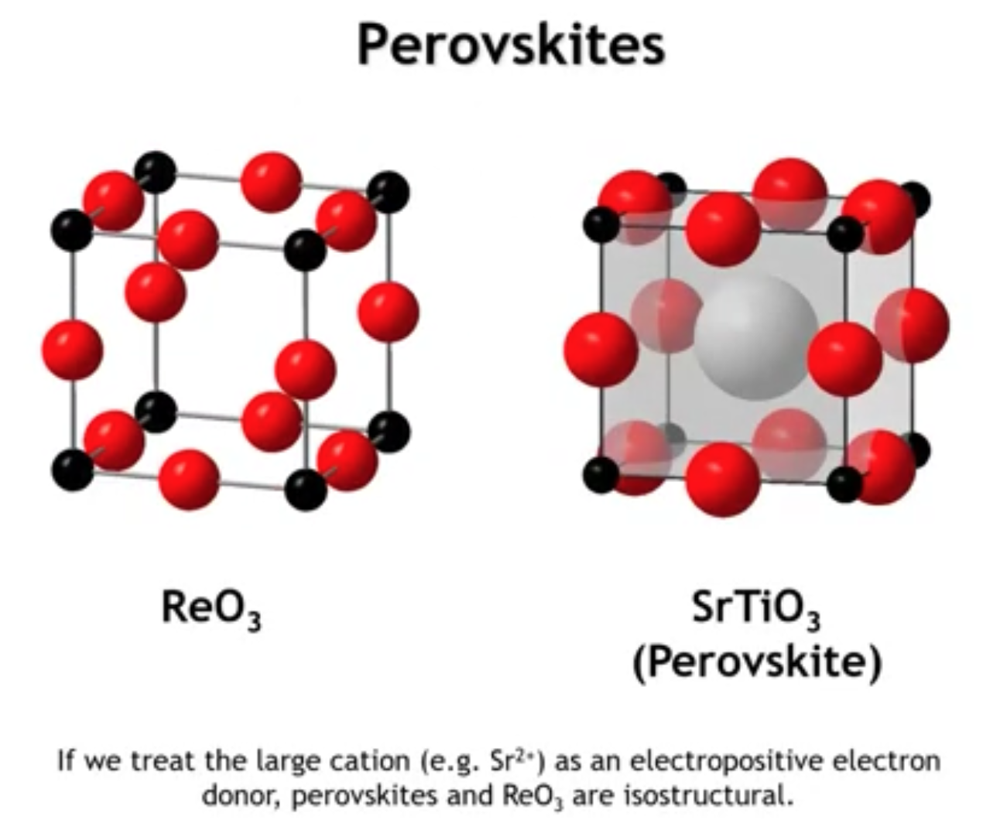 Perovskites
ReO₃
SrTiO₃
(Perovskite)
If we treat the large cation (e.g. Sr²⁺) as an electropositive electron
donor, perovskites and ReO₃ are isostructural.